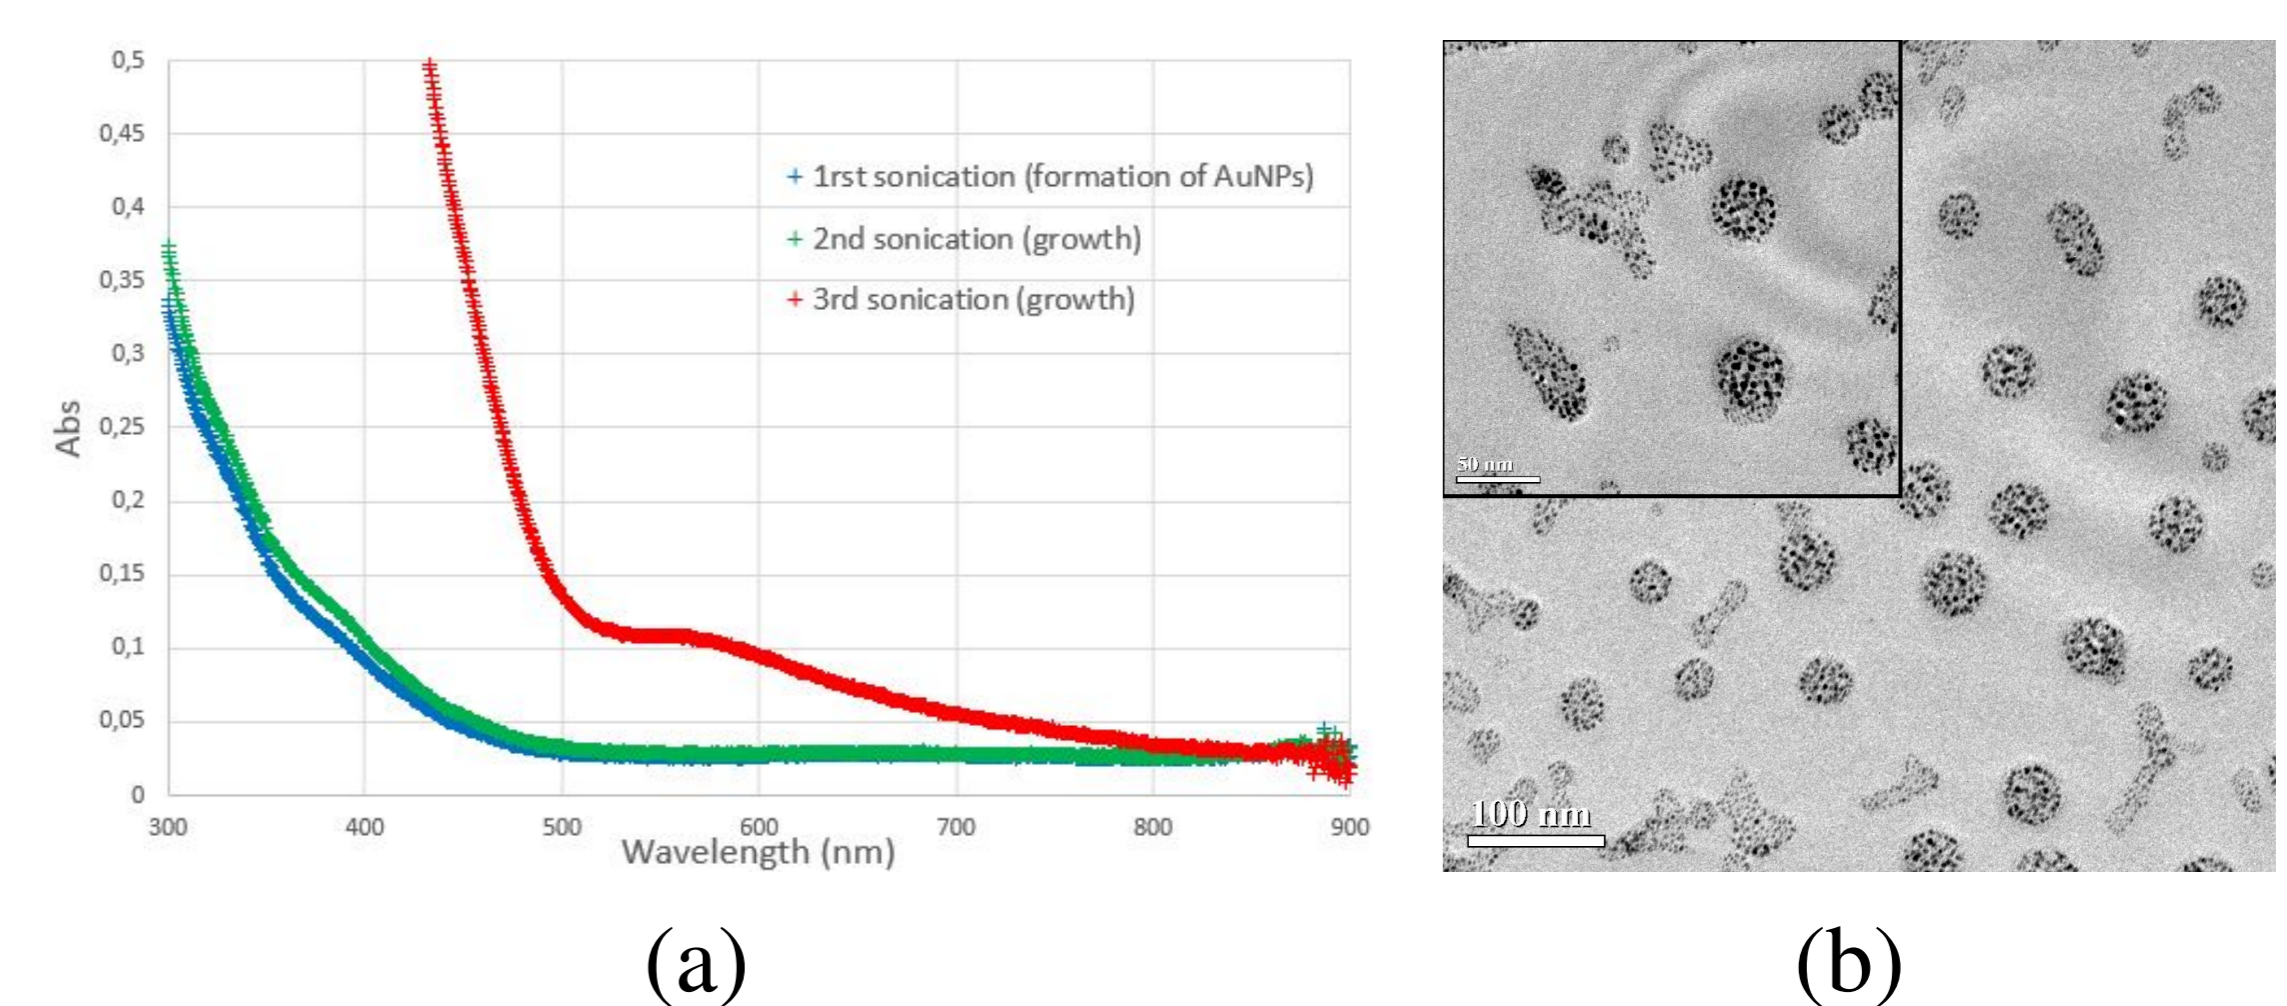 0,5
0,45
0,4
0,35
0,3
0,25
0,2
0,15
0,1
0,05
0
Abs
300 400 500 600 700 800 900
Wavelength (nm)
1rst sonication (formation of AuNPs)
2nd sonication (growth)
3rd sonication (growth)
(a)
50 nm
100 nm
(b)